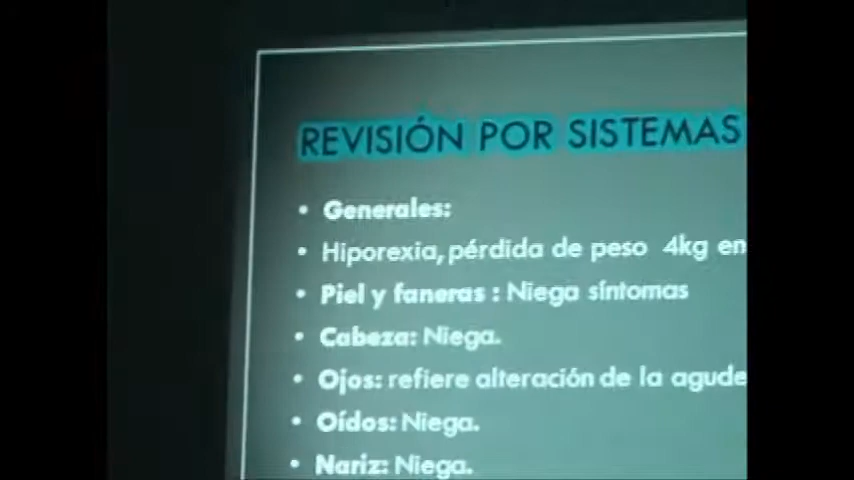 REVISIÓN POR SISTEMAS
• Generales:
• Hiporexia, pérdida de peso 4kg en
• Piel y faneras : Niega síntomas
• Cabeza: Niega.
• Ojos: refiere alteración de la agude
• Oídos: Niega.
• Nariz: Niega.